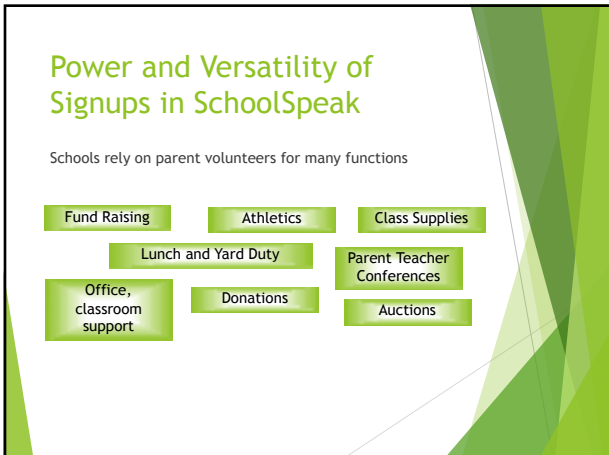 Power and Versatility of
Signups in SchoolSpeak
Schools rely on parent volunteers for many functions
Fund Raising
Athletics
Class Supplies
Lunch and Yard Duty
Parent Teacher
Conferences
Office,
classroom
support
Donations
Auctions